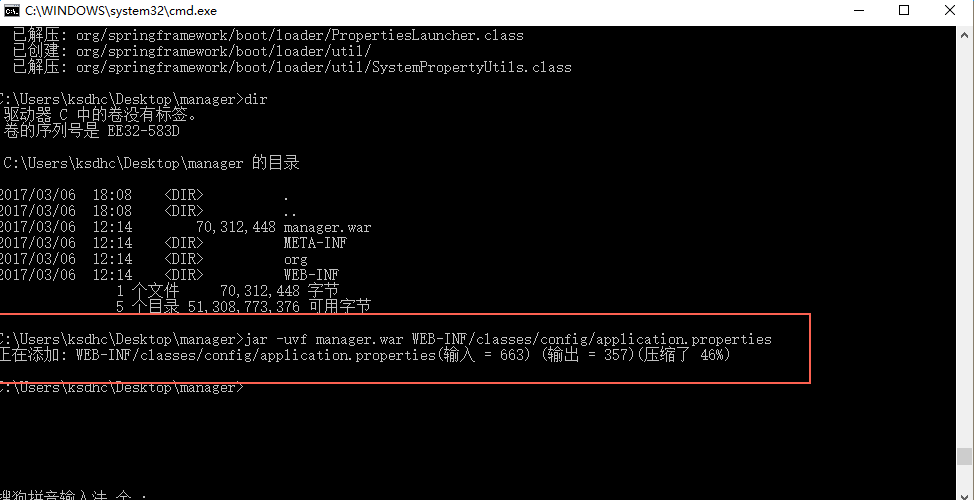 C:\WINDOWS\system32\cmd.exe
已解压: org/springframework/boot/loader/PropertiesLauncher.class
已创建: org/springframework/boot/loader/util/
已解压: org/springframework/boot/loader/util/SystemPropertyUtils.class
C:\Users\ksdhc\Desktop\manager>dir
驱动器 C 中的卷没有标签。
卷的序列号是 EE32-583D
C:\Users\ksdhc\Desktop\manager 的目录
2017/03/06  18:08    <DIR>          .
2017/03/06  18:08    <DIR>          ..
2017/03/06  12:14        70,312,448 manager.war
2017/03/06  12:14    <DIR>          META-INF
2017/03/06  12:14    <DIR>          org
2017/03/06  12:14    <DIR>          WEB-INF
1 个文件     70,312,448 字节
5 个目录 51,308,773,376 可用字节
C:\Users\ksdhc\Desktop\manager>jar -uvf manager.war WEB-INF/classes/config/application.properties
正在添加: WEB-INF/classes/config/application.properties(输入 = 663) (输出 = 357)(压缩了 46%)
C:\Users\ksdhc\Desktop\manager>
搜狗拼音输入法 全 :